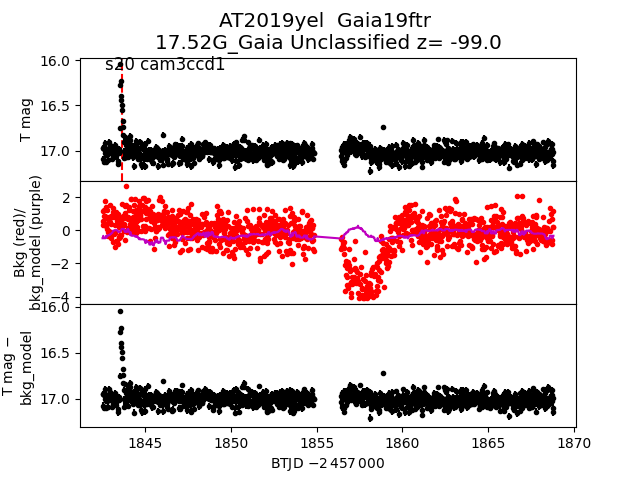 AT2019yel  Gaia19ftr
17.52G_Gaia Unclassified z= -99.0
s20 cam3ccd1
16.0
16.5
17.0
T mag
2
0
−2
−4
Bkg (red)/
bkg_model (purple)
16.0
16.5
17.0
T mag −
bkg_model
1845
1850
1855
1860
1865
1870
BTJD −2 457 000